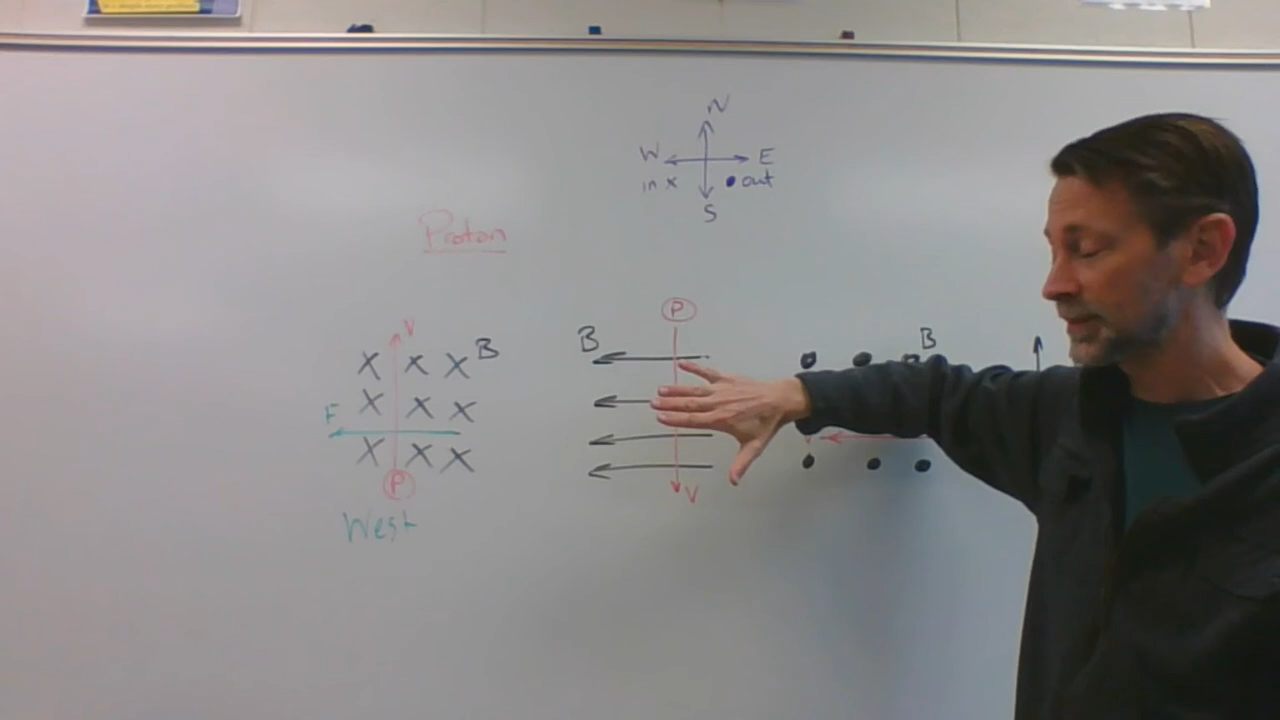 N
W E
in x • out
S
Proton
P
V
X X X B
X X X
F
X X X
P
West
B
V
B